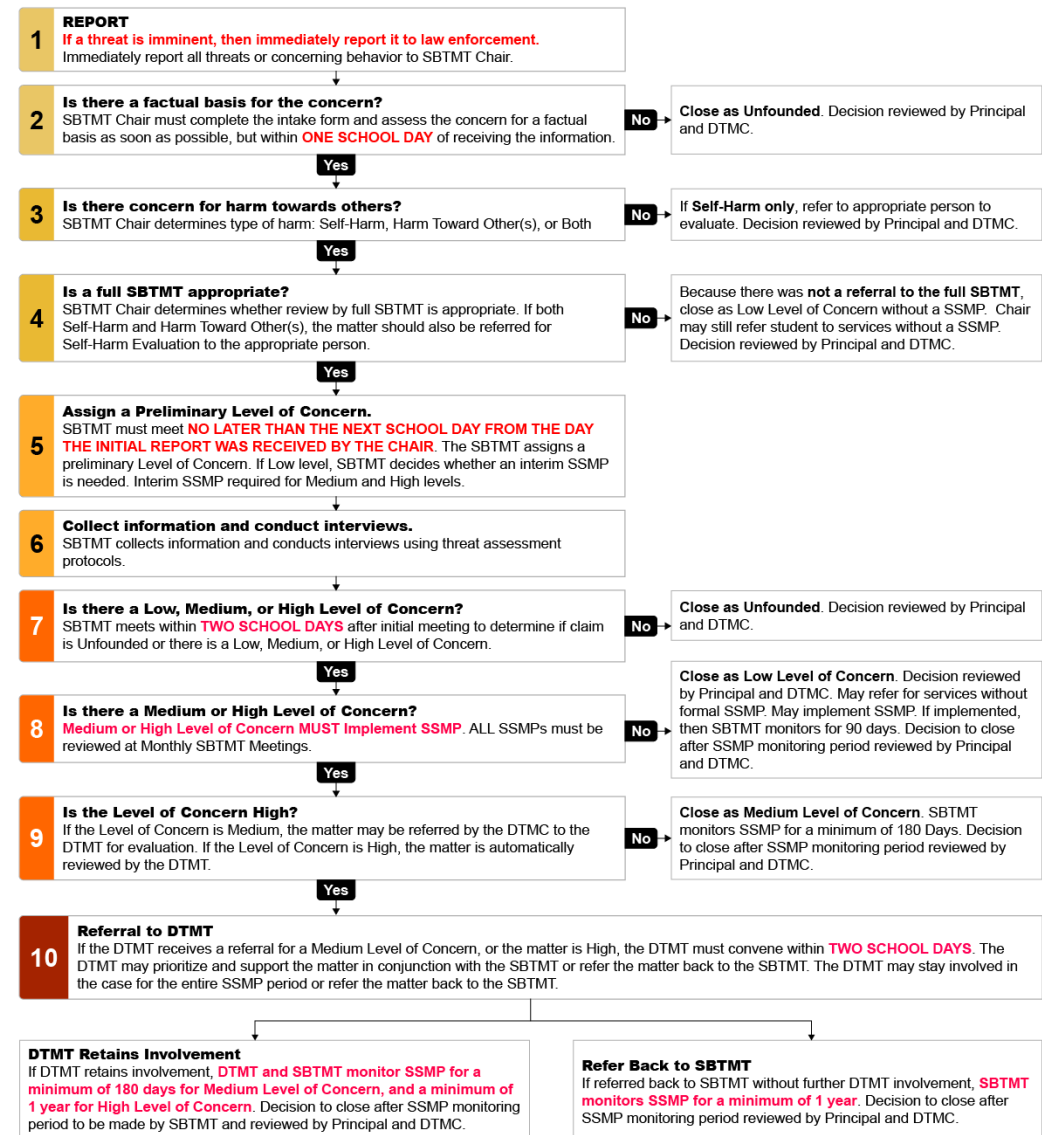 1
REPORT
If a threat is imminent, then immediately report it to law enforcement.
Immediately report all threats or concerning behavior to SBTMT Chair.
2
Is there a factual basis for the concern?
SBTMT Chair must complete the intake form and assess the concern for a factual
basis as soon as possible, but within ONE SCHOOL DAY of receiving the information.
No
Close as Unfounded. Decision reviewed by Principal
and DTMC.
Yes
3
Is there concern for harm towards others?
SBTMT Chair determines type of harm: Self-Harm, Harm Toward Other(s), or Both
No
If Self-Harm only, refer to appropriate person to
evaluate. Decision reviewed by Principal and DTMC.
Yes
4
Is a full SBTMT appropriate?
SBTMT Chair determines whether review by full SBTMT is appropriate. If both
Self-Harm and Harm Toward Other(s), the matter should also be referred for
Self-Harm Evaluation to the appropriate person.
No
Because there was not a referral to the full SBTMT,
close as Low Level of Concern without a SSMP. Chair
may still refer student to services without a SSMP.
Decision reviewed by Principal and DTMC.
Yes
5
Assign a Preliminary Level of Concern.
SBTMT must meet NO LATER THAN THE NEXT SCHOOL DAY FROM THE DAY
THE INITIAL REPORT WAS RECEIVED BY THE CHAIR. The SBTMT assigns a
preliminary Level of Concern. If Low level, SBTMT decides whether an interim SSMP
is needed. Interim SSMP required for Medium and High levels.
6
Collect information and conduct interviews.
SBTMT collects information and conducts interviews using threat assessment
protocols.
7
Is there a Low, Medium, or High Level of Concern?
SBTMT meets within TWO SCHOOL DAYS after initial meeting to determine if claim
is Unfounded or there is a Low, Medium, or High Level of Concern.
No
Close as Unfounded. Decision reviewed by Principal
and DTMC.
Yes
8
Is there a Medium or High Level of Concern?
Medium or High Level of Concern MUST Implement SSMP. ALL SSMPs must be
reviewed at Monthly SBTMT Meetings.
No
Close as Low Level of Concern. Decision reviewed
by Principal and DTMC. May refer for services without
formal SSMP. May implement SSMP. If implemented,
then SBTMT monitors for 90 days. Decision to close
after SSMP monitoring period reviewed by Principal
and DTMC.
Yes
9
Is the Level of Concern High?
If the Level of Concern is Medium, the matter may be referred by the DTMC to the
DTMT for evaluation. If the Level of Concern is High, the matter is automatically
reviewed by the DTMT.
No
Close as Medium Level of Concern. SBTMT
monitors SSMP for a minimum of 180 Days. Decision
to close after SSMP monitoring period reviewed by
Principal and DTMC.
Yes
10
Referral to DTMT
If the DTMT receives a referral for a Medium Level of Concern, or the matter is High, the DTMT must convene within TWO SCHOOL DAYS. The
DTMT may prioritize and support the matter in conjunction with the SBTMT or refer the matter back to the SBTMT. The DTMT may stay involved in
the case for the entire SSMP period or refer the matter back to the SBTMT.
DTMT Retains Involvement
If DTMT retains involvement, DTMT and SBTMT monitor SSMP for a
minimum of 180 days for Medium Level of Concern, and a minimum of
1 year for High Level of Concern. Decision to close after SSMP monitoring
period to be made by SBTMT and reviewed by Principal and DTMC.
Refer Back to SBTMT
If referred back to SBTMT without further DTMT involvement, SBTMT
monitors SSMP for a minimum of 1 year. Decision to close after
SSMP monitoring period reviewed by Principal and DTMC.